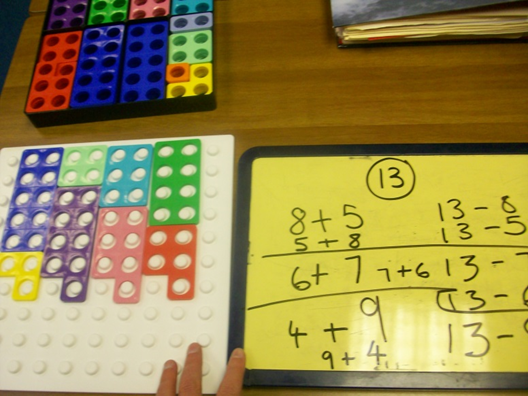 13
8 + 5 13 - 8
5 + 8 13 - 5
6 + 7 7 + 6 13 -
13 -
4 + 9 13 -
9 + 4